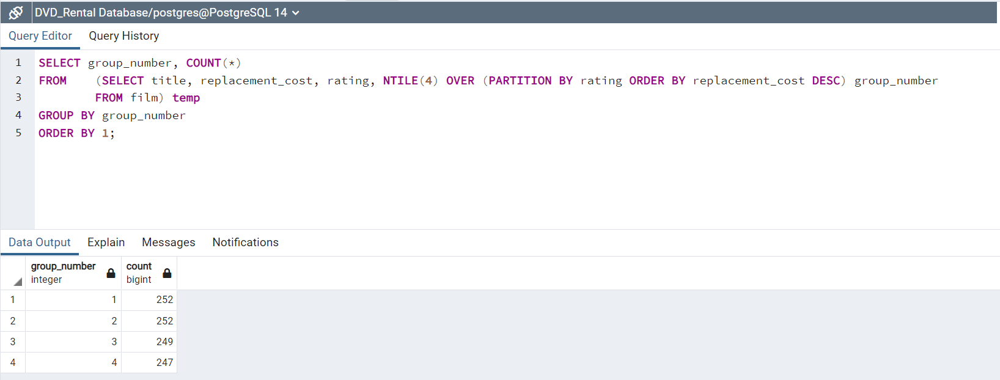 DVD_Rental Database/postgres@PostgreSQL 14
Query Editor Query History
1 SELECT group_number, COUNT(*)
2 FROM (SELECT title, replacement_cost, rating, NTILE(4) OVER (PARTITION BY rating ORDER BY replacement_cost DESC) group_number
3 FROM film) temp
4 GROUP BY group_number
5 ORDER BY 1;
Data Output Explain Messages Notifications
group_number count
integer bigint
1 1 252
2 2 252
3 3 249
4 4 247